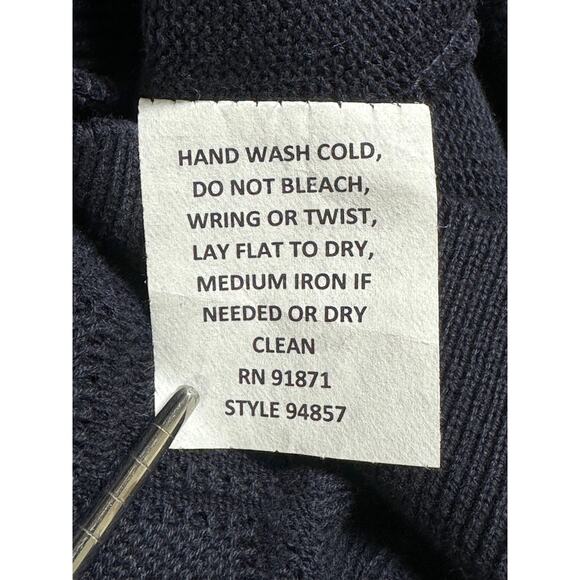 HAND WASH COLD,
DO NOT BLEACH,
WRING OR TWIST,
LAY FLAT TO DRY,
MEDIUM IRON IF
NEEDED OR DRY
CLEAN
RN 91871
STYLE 94857